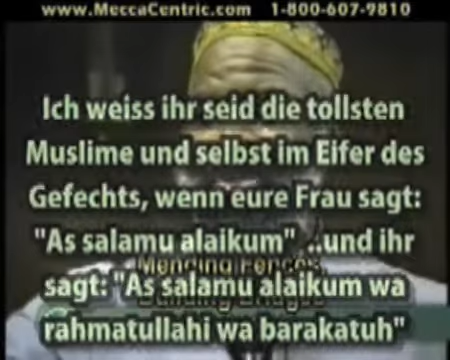 www.MeccaCentric.com 1-800-607-9810
Ich weiss ihr seid die tollsten
Muslime und selbst im Eifer des
Gefechts, wenn eure Frau sagt:
"As salamu alaikum" ..und ihr
Mending Fences,
sagt: "As salamu alaikum wa
Building Bridges
rahmatullahi wa barakatuh"